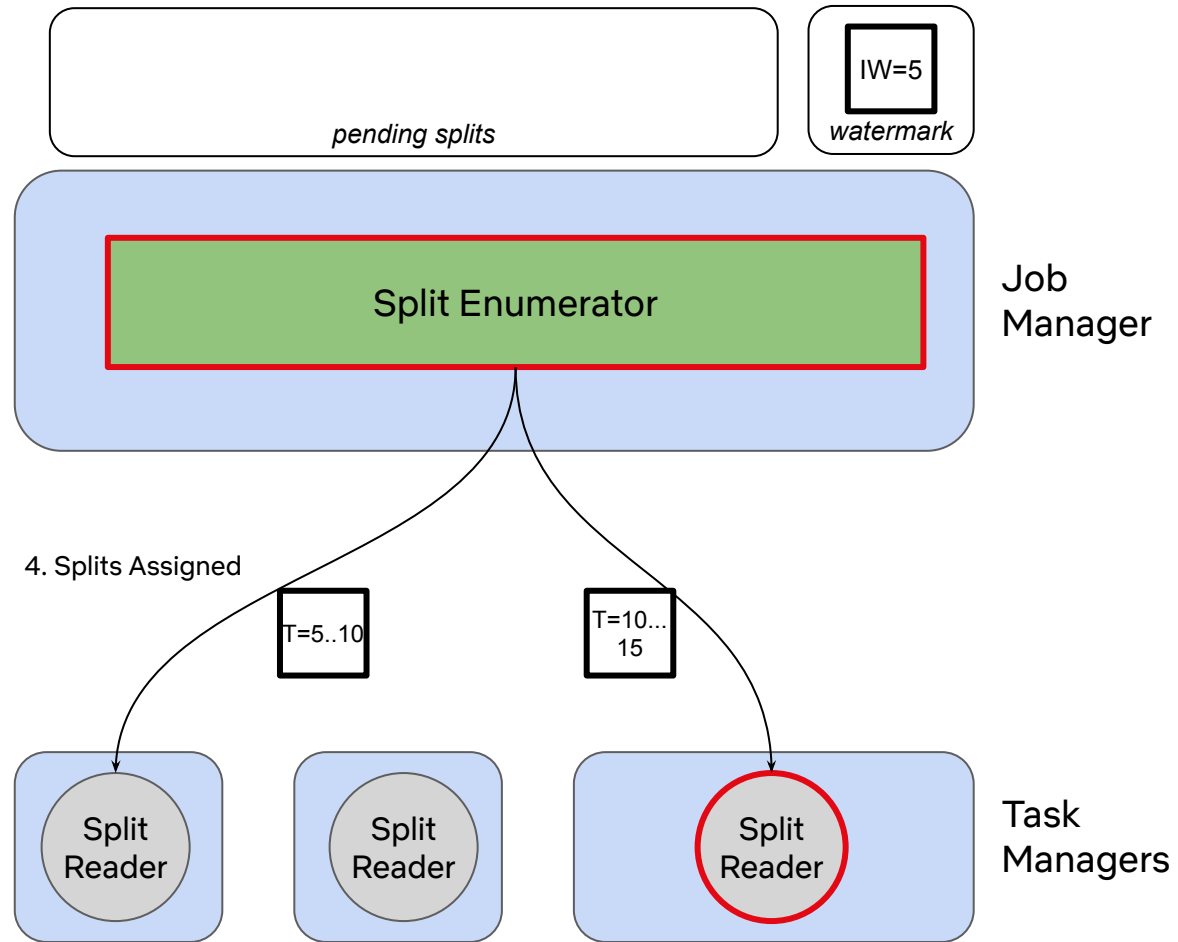 IW=5
pending splits
watermark
Split Enumerator
Job
Manager
4. Splits Assigned
T=5..10
T=10...
15
Split
Reader
Split
Reader
Split
Reader
Task
Managers